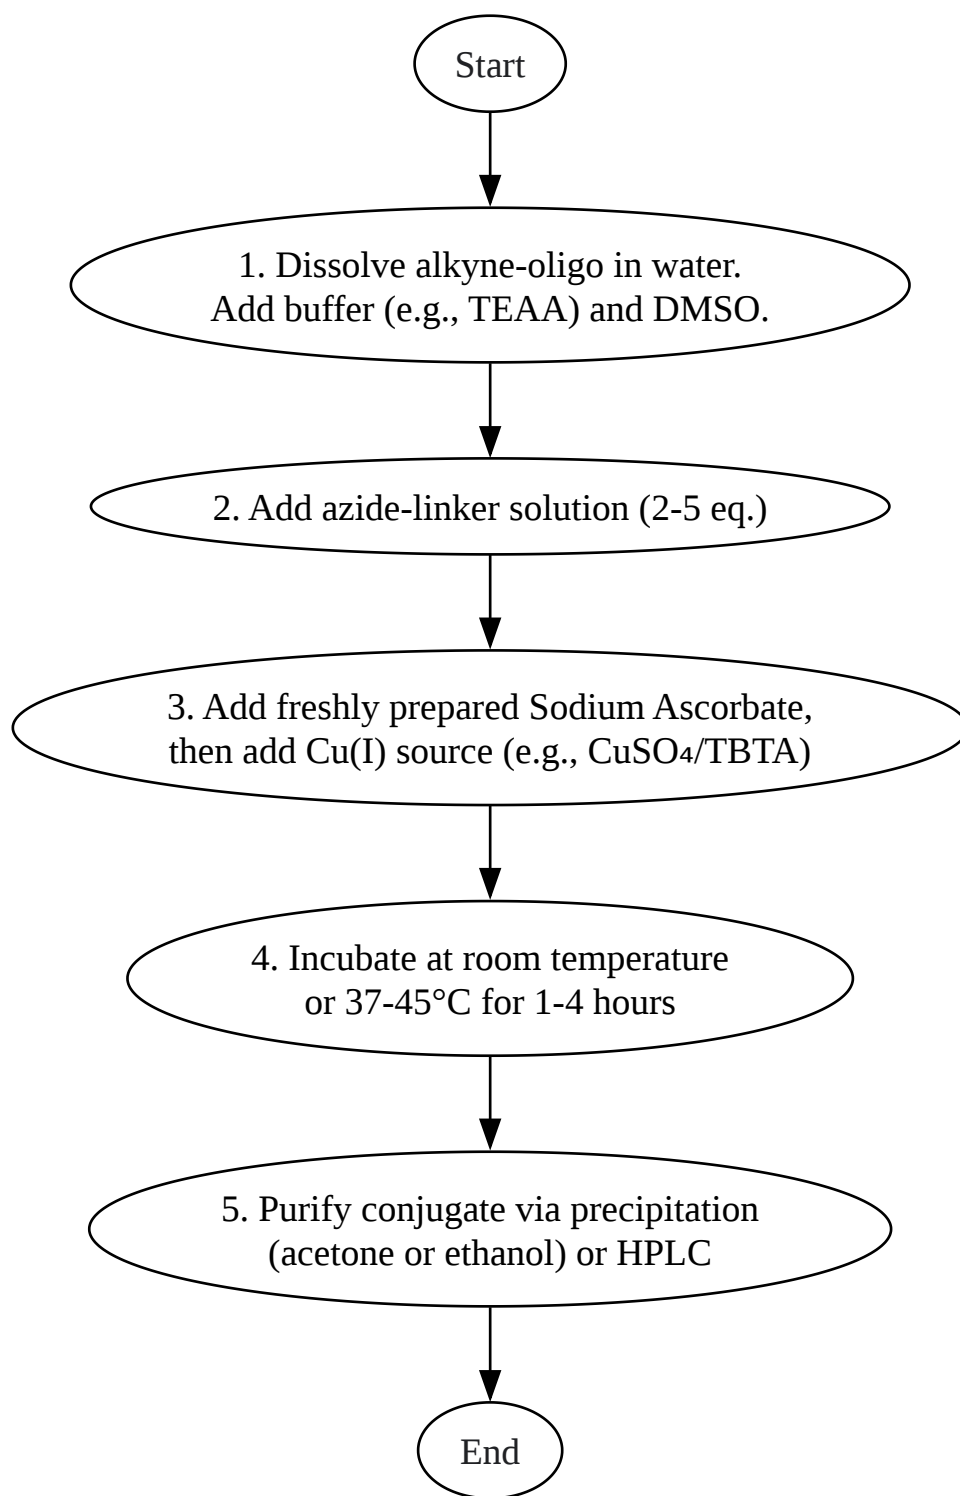 Start
1. Dissolve alkyne-oligo in water.
Add buffer (e.g., TEAA) and DMSO.
2. Add azide-linker solution (2-5 eq.)
3. Add freshly prepared Sodium Ascorbate,
then add Cu(I) source (e.g., CuSO₄/TBTA)
4. Incubate at room temperature
or 37-45°C for 1-4 hours
5. Purify conjugate via precipitation
(acetone or ethanol) or HPLC
End